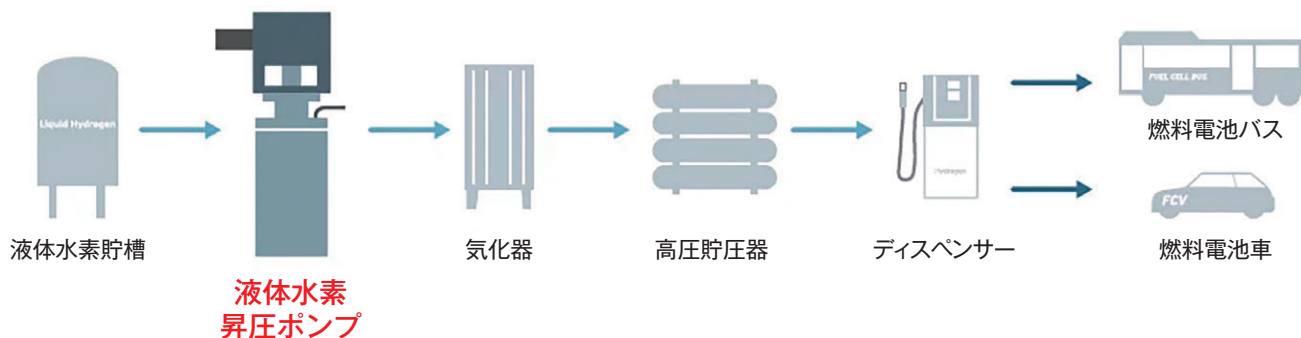 Liquid Hydrogen
FUEL CELL BUS
燃料電池バス
Hydrogen
FCV
液体水素貯槽
気化器
高圧貯圧器
ディスペンサー
燃料電池車
液体水素
昇圧ポンプ